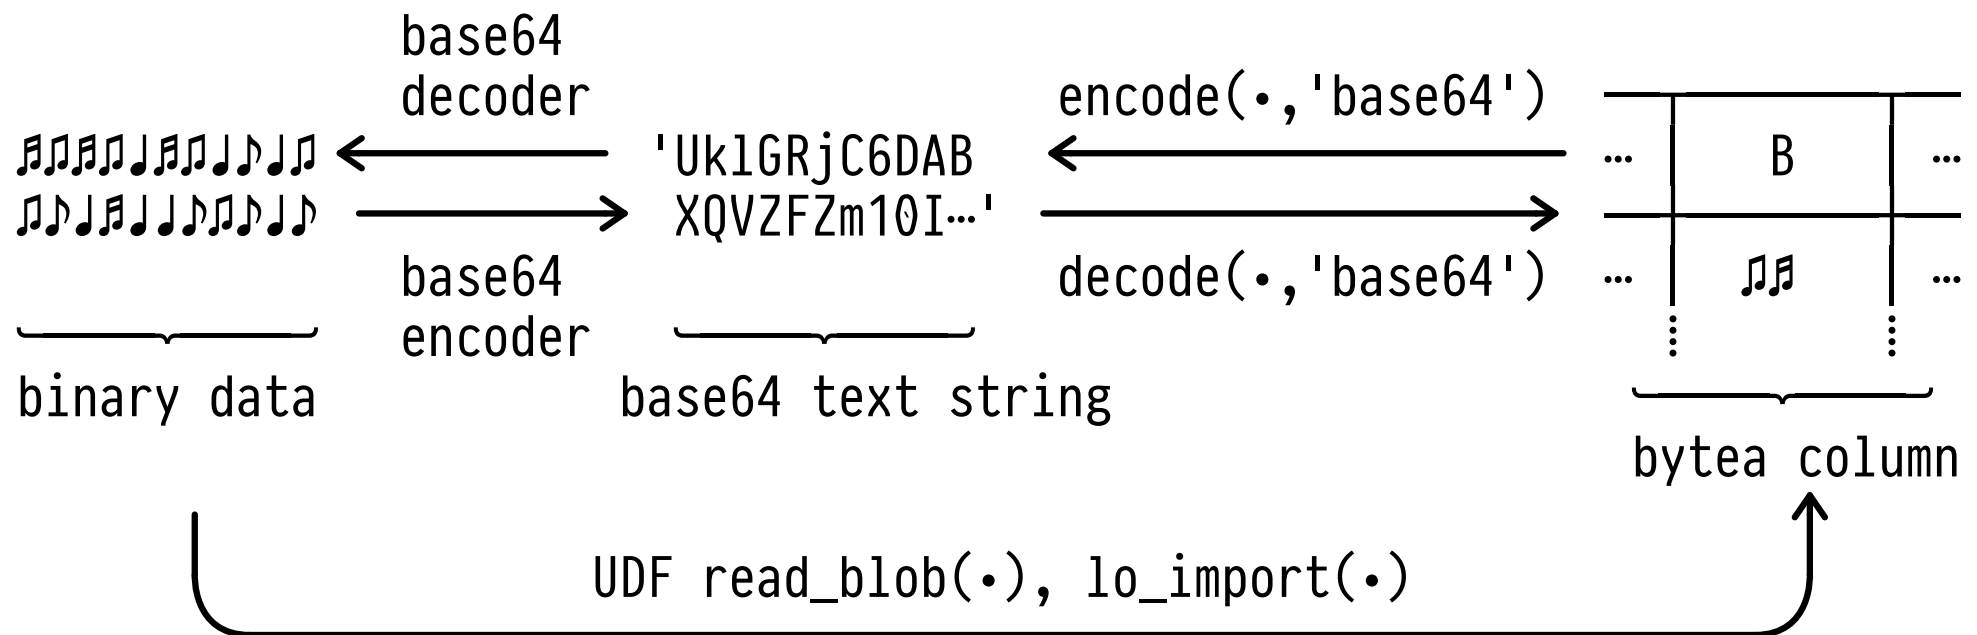 base64
decoder
encode(·,'base64')
♬♫♬♫♩♬♫♩♪♩♫
'UklGRjC6DAB
… B …
♫♪♩♬♩♩♪♫♪♩♪
XQVZFZm10I…'
base64
encoder
decode(·,'base64')
… ♫♬ …
binary data
base64 text string
bytea column
UDF read_blob(·), lo_import(·)